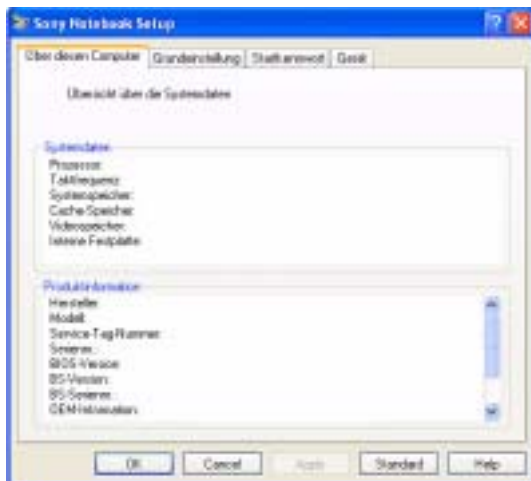 Sony Notebook Setup
Über diesen Computer Grundeinstellung Startkennwort Gerät
Übersicht über die Systemdaten
Systemdaten
Prozessor:
Taktfrequenz:
Systemspeicher:
Cache-Speicher:
Videospeicher:
Interne Festplatte:
Produktinformation
Hersteller:
Modell:
Service-Tag-Nummer:
Seriennr.:
BIOS-Version:
BS-Version:
BS-Seriennr.:
OEM-Information:
OK Cancel Apply Standard Help